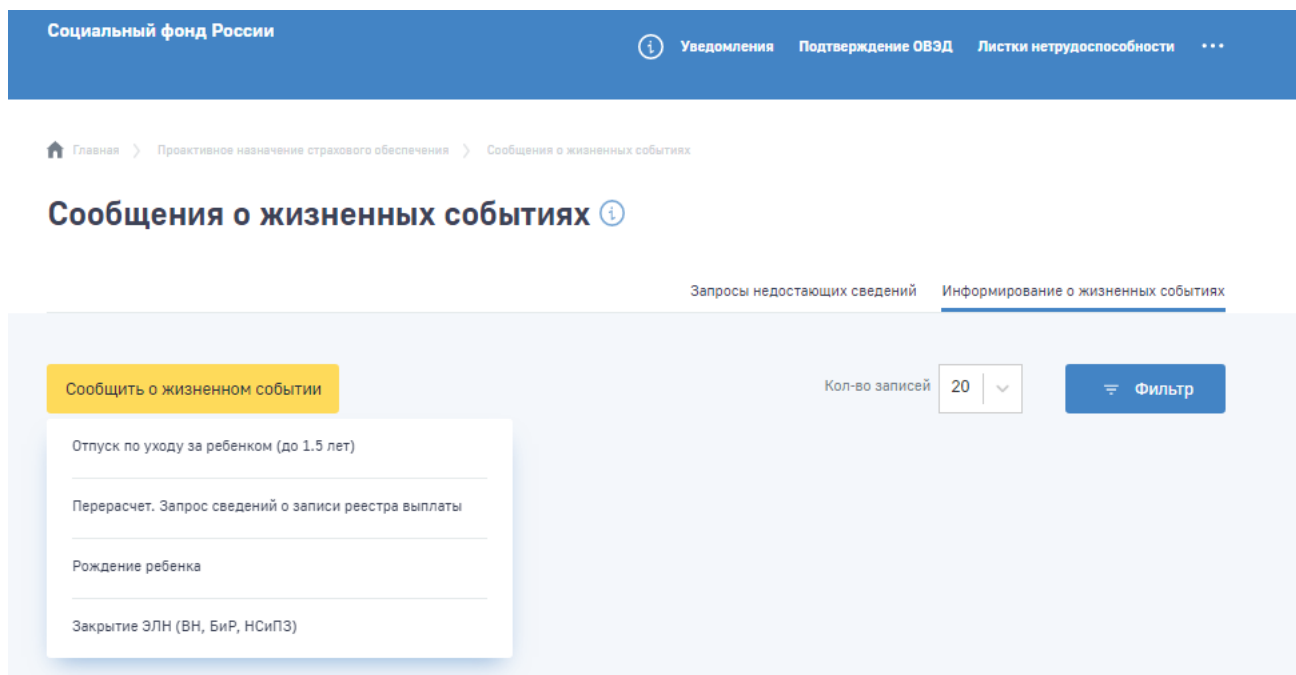 Социальный фонд России
Уведомления Подтверждение ОВЭД Листки нетрудоспособности ...
Главная > Проактивное назначение страхового обеспечения > Сообщения о жизненных событиях
Сообщения о жизненных событиях
Запросы недостающих сведений Информирование о жизненных событиях
Сообщить о жизненном событии Кол-во записей 20 Фильтр
Отпуск по уходу за ребенком (до 1.5 лет)
Перерасчет. Запрос сведений о записи реестра выплаты
Рождение ребенка
Закрытие ЭЛН (ВН, БиР, НСиПЗ)